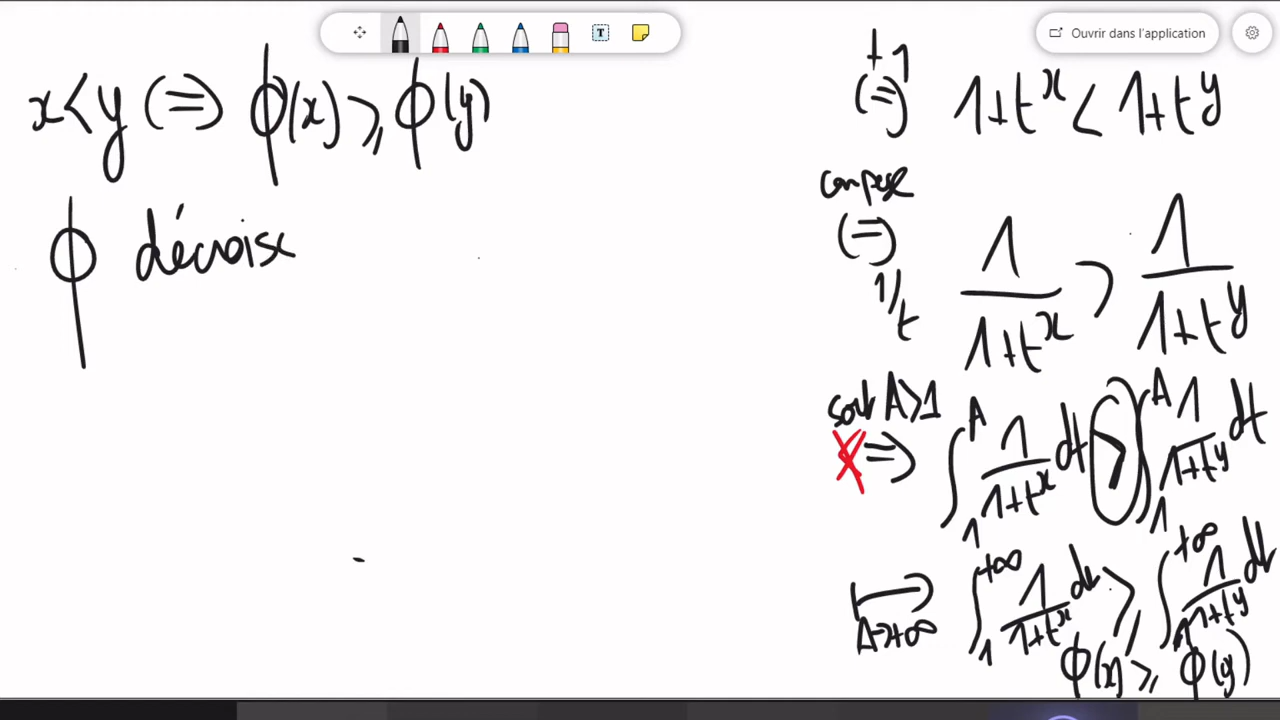 Ouvrir dans l'application
T
x < y (=) ϕ(x) ⩾ ϕ(y)
ϕ décroiss
+1
(=) 1+t^x < 1+t^y
compose
(=) 1/t 1/(1+t^x) > 1/(1+t^y)
soit A>1
=> ∫_1^A 1/(1+t^x) dt > ∫_1^A 1/(1+t^y) dt
↦ A→+∞ ∫_1^{+∞} 1/(1+t^x) dt ⩾ ∫_1^{+∞} 1/(1+t^y) dt
ϕ(x) ⩾ ϕ(y)